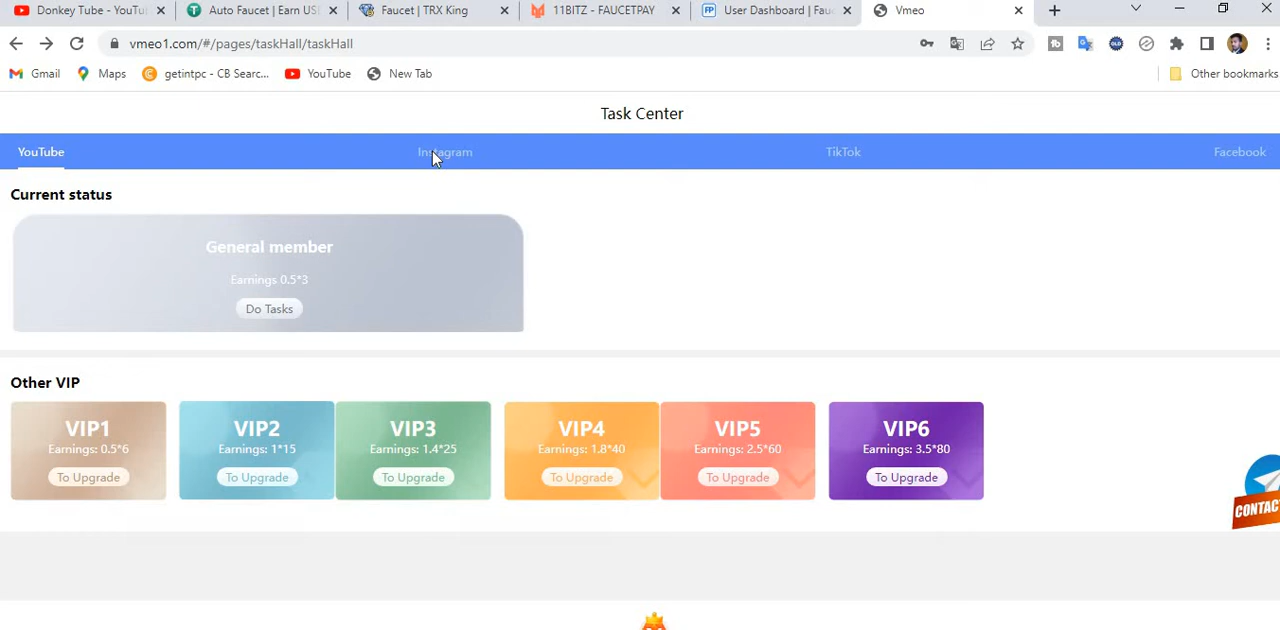 Donkey Tube - YouTu
Auto Faucet | Earn US
Faucet | TRX King
11BITZ - FAUCETPAY
User Dashboard | Fauc
Vmeo
vmeo1.com/#/pages/taskHall/taskHall
Gmail
Maps
getintpc - CB Searc...
YouTube
New Tab
Other bookmarks
Task Center
YouTube
Instagram
TikTok
Facebook
Current status
General member
Earnings 0.5*3
Do Tasks
Other VIP
VIP1
Earnings: 0.5*6
To Upgrade
VIP2
Earnings: 1*15
To Upgrade
VIP3
Earnings: 1.4*25
To Upgrade
VIP4
Earnings: 1.8*40
To Upgrade
VIP5
Earnings: 2.5*60
To Upgrade
VIP6
Earnings: 3.5*80
To Upgrade
CONTAC